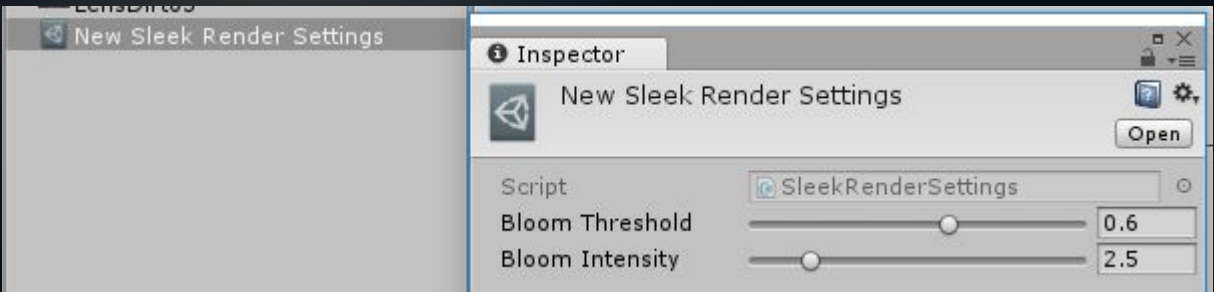 LensDirt03
New Sleek Render Settings
Inspector
New Sleek Render Settings
Open
Script SleekRenderSettings
Bloom Threshold 0.6
Bloom Intensity 2.5